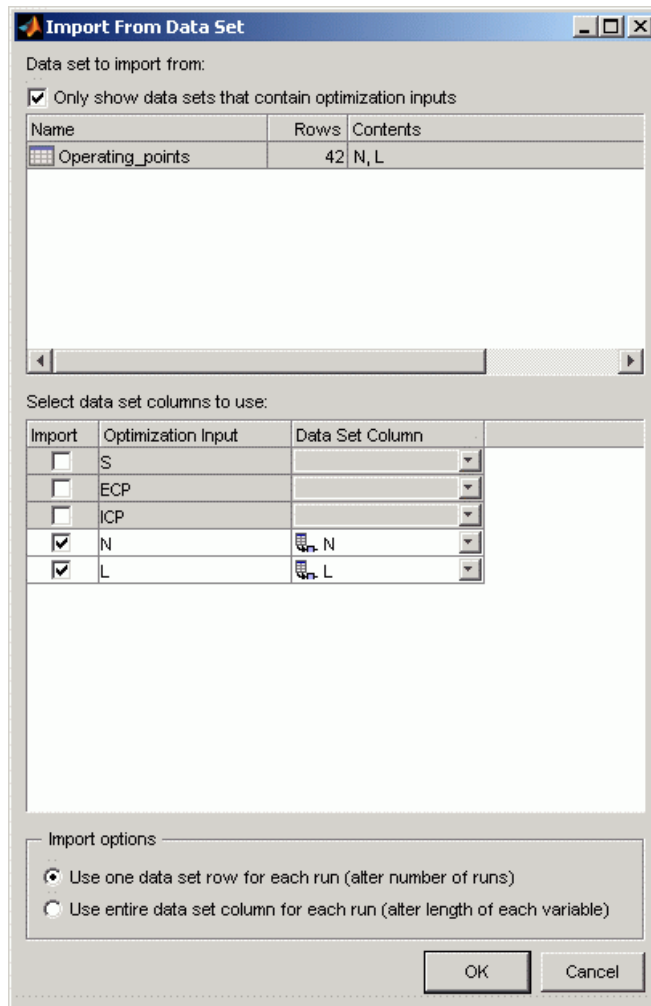 Import From Data Set
Data set to import from:
Only show data sets that contain optimization inputs
Name Rows Contents
Operating_points 42 N, L
Select data set columns to use:
Import Optimization Input Data Set Column
S
ECP
ICP
N N
L L
Import options
Use one data set row for each run (alter number of runs)
Use entire data set column for each run (alter length of each variable)
OK Cancel